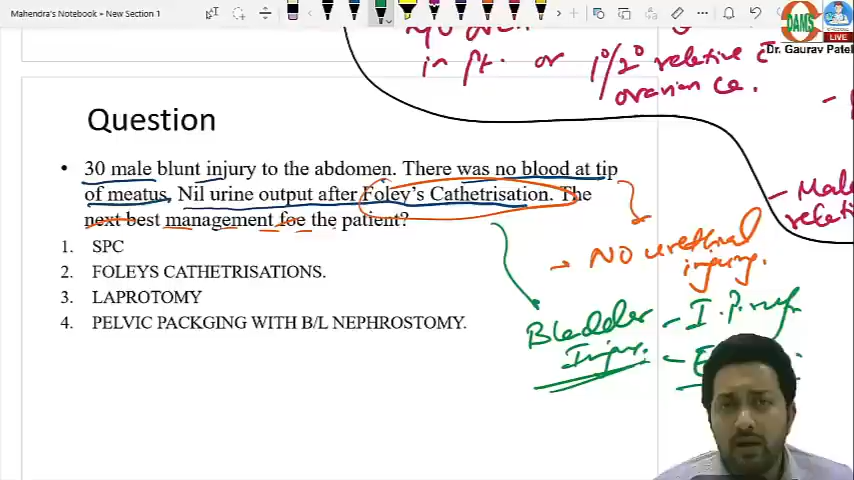 Mahendra's Notebook » New Section 1
DAMS
LIVE
Dr. Gaurav Patel
in pt. or 1°/2° relative c̄
ovarian ca.
Question
• 30 male blunt injury to the abdomen. There was no blood at tip
of meatus. Nil urine output after Foley's Cathetrisation. The
next best management foe the patient?
1. SPC
2. FOLEYS CATHETRISATIONS.
3. LAPROTOMY
4. PELVIC PACKGING WITH B/L NEPHROSTOMY.
→ NO urethral
injury.
Bladder
Injury.
- I.P.
- E
- Male
relative